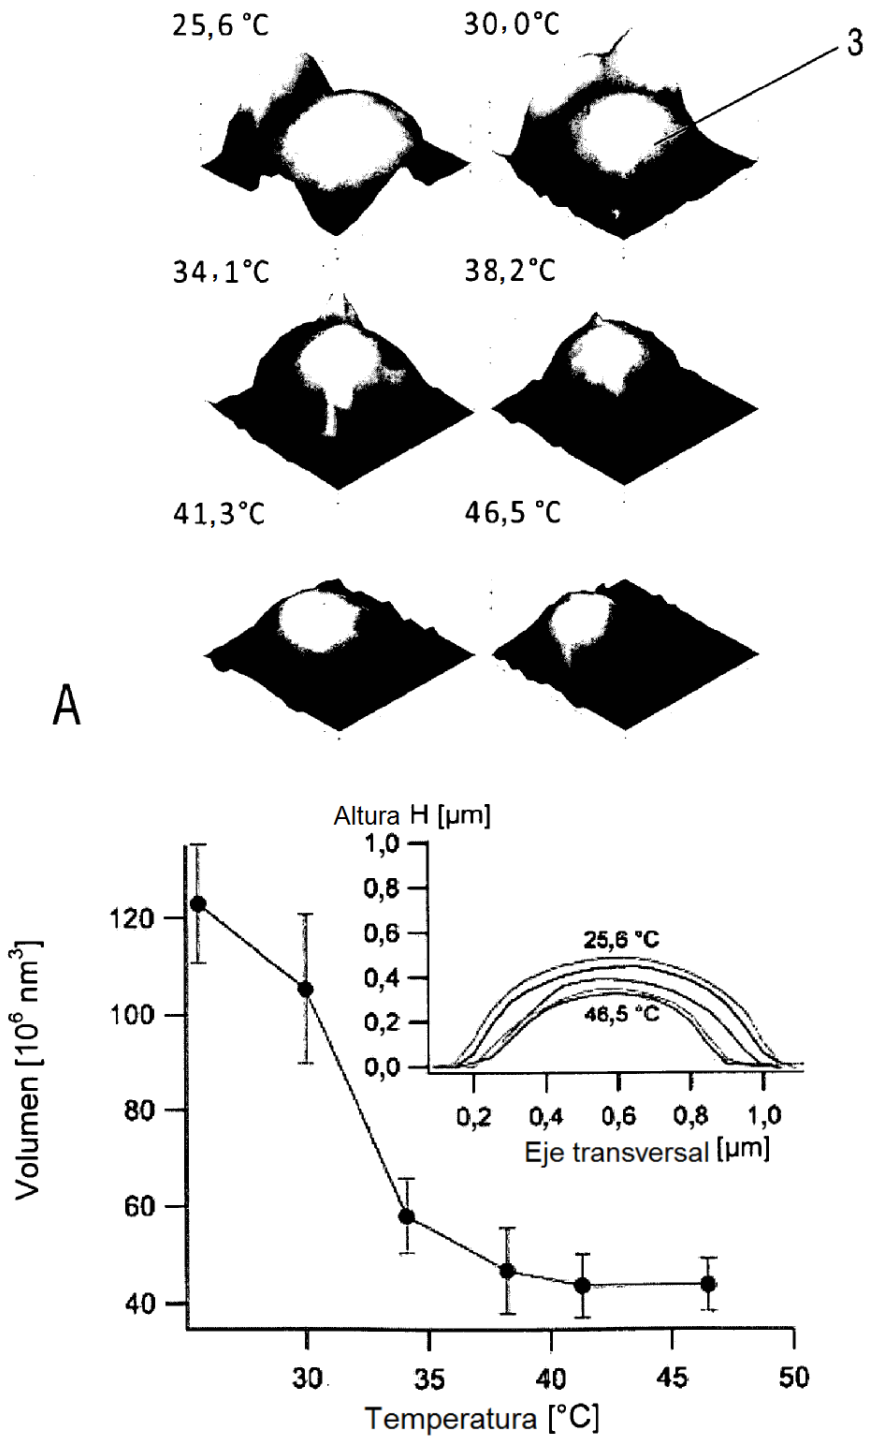 25,6 °C
30,0°C
3
34,1°C
38,2°C
41,3°C
46,5 °C
A
Altura H [µm]
1,0
0,8
0,6
0,4
0,2
0,0
25,6 °C
46,5 °C
0,2 0,4 0,6 0,8 1,0
Eje transversal [µm]
Volumen [10⁶ nm³]
120
100
80
60
40
30 35 40 45 50
Temperatura [°C]